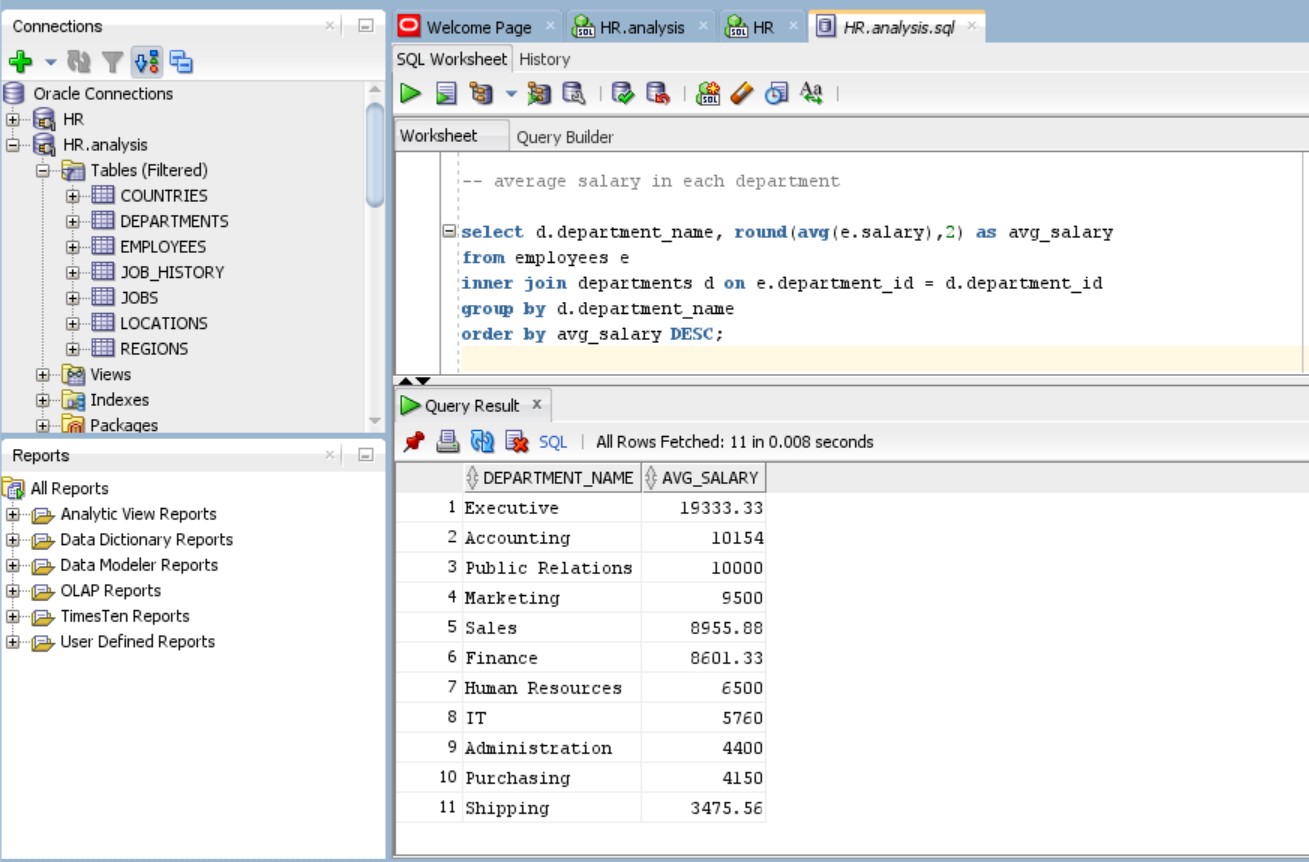 Connections
Oracle Connections
HR
HR.analysis
Tables (Filtered)
COUNTRIES
DEPARTMENTS
EMPLOYEES
JOB_HISTORY
JOBS
LOCATIONS
REGIONS
Views
Indexes
Packages
Reports
All Reports
Analytic View Reports
Data Dictionary Reports
Data Modeler Reports
OLAP Reports
TimesTen Reports
User Defined Reports
Welcome Page HR.analysis HR HR.analysis.sql
SQL Worksheet History
Worksheet Query Builder
-- average salary in each department
select d.department_name, round(avg(e.salary),2) as avg_salary
from employees e
inner join departments d on e.department_id = d.department_id
group by d.department_name
order by avg_salary DESC;
Query Result x
SQL | All Rows Fetched: 11 in 0.008 seconds
DEPARTMENT_NAME AVG_SALARY
1 Executive 19333.33
2 Accounting 10154
3 Public Relations 10000
4 Marketing 9500
5 Sales 8955.88
6 Finance 8601.33
7 Human Resources 6500
8 IT 5760
9 Administration 4400
10 Purchasing 4150
11 Shipping 3475.56